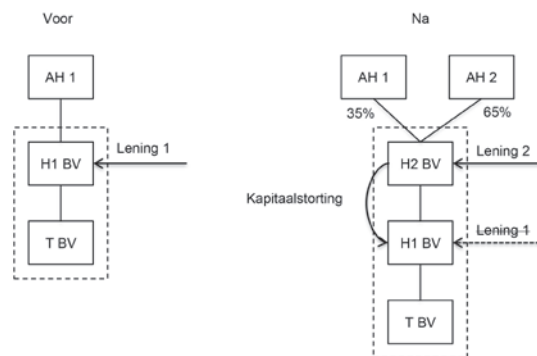 Voor
Na
AH 1
AH 1
AH 2
35%
65%
Lening 1
H1 BV
Lening 2
H2 BV
Kapitaalstorting
T BV
Lening 1
H1 BV
T BV